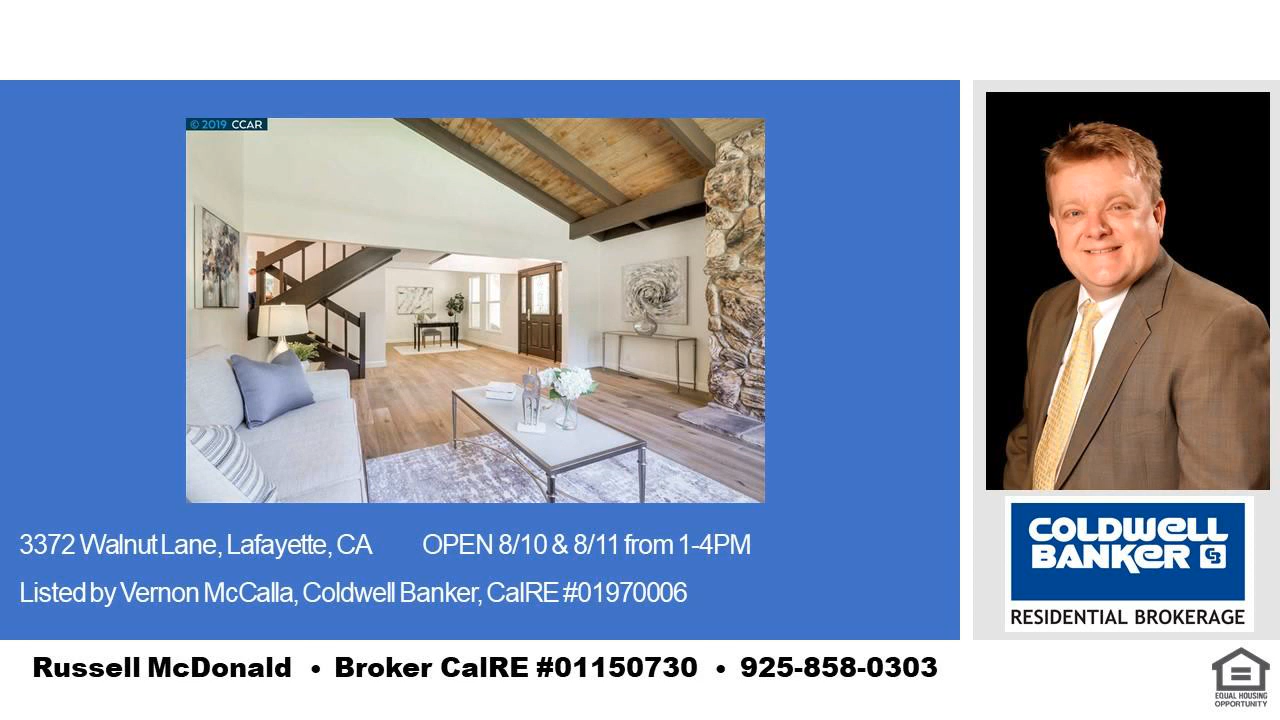 © 2019 CCAR
3372 Walnut Lane, Lafayette, CA OPEN 8/10 & 8/11 from 1-4PM
Listed by Vernon McCalla, Coldwell Banker, CalRE #01970006
COLDWELL
BANKER CB
RESIDENTIAL BROKERAGE
Russell McDonald • Broker CalRE #01150730 • 925-858-0303
EQUAL HOUSING
OPPORTUNITY